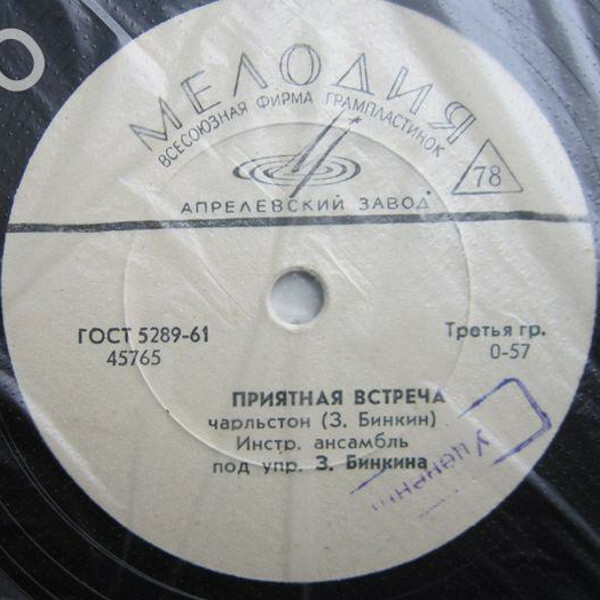 МЕЛОДИЯ
ВСЕСОЮЗНАЯ ФИРМА ГРАМПЛАСТИНОК
78
АПРЕЛЕВСКИЙ ЗАВОД
ГОСТ 5289-61
45765
Третья гр.
0-57
ПРИЯТНАЯ ВСТРЕЧА
чарльстон (З. Бинкин)
Инстр. ансамбль
под упр. З. Бинкина